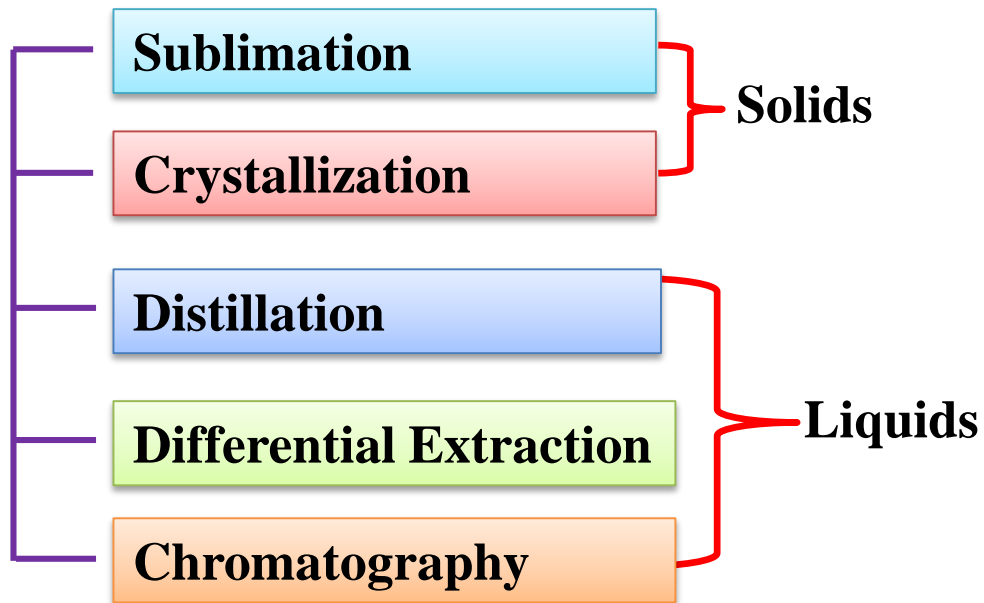 Sublimation
Solids
Crystallization
Distillation
Differential Extraction
Liquids
Chromatography